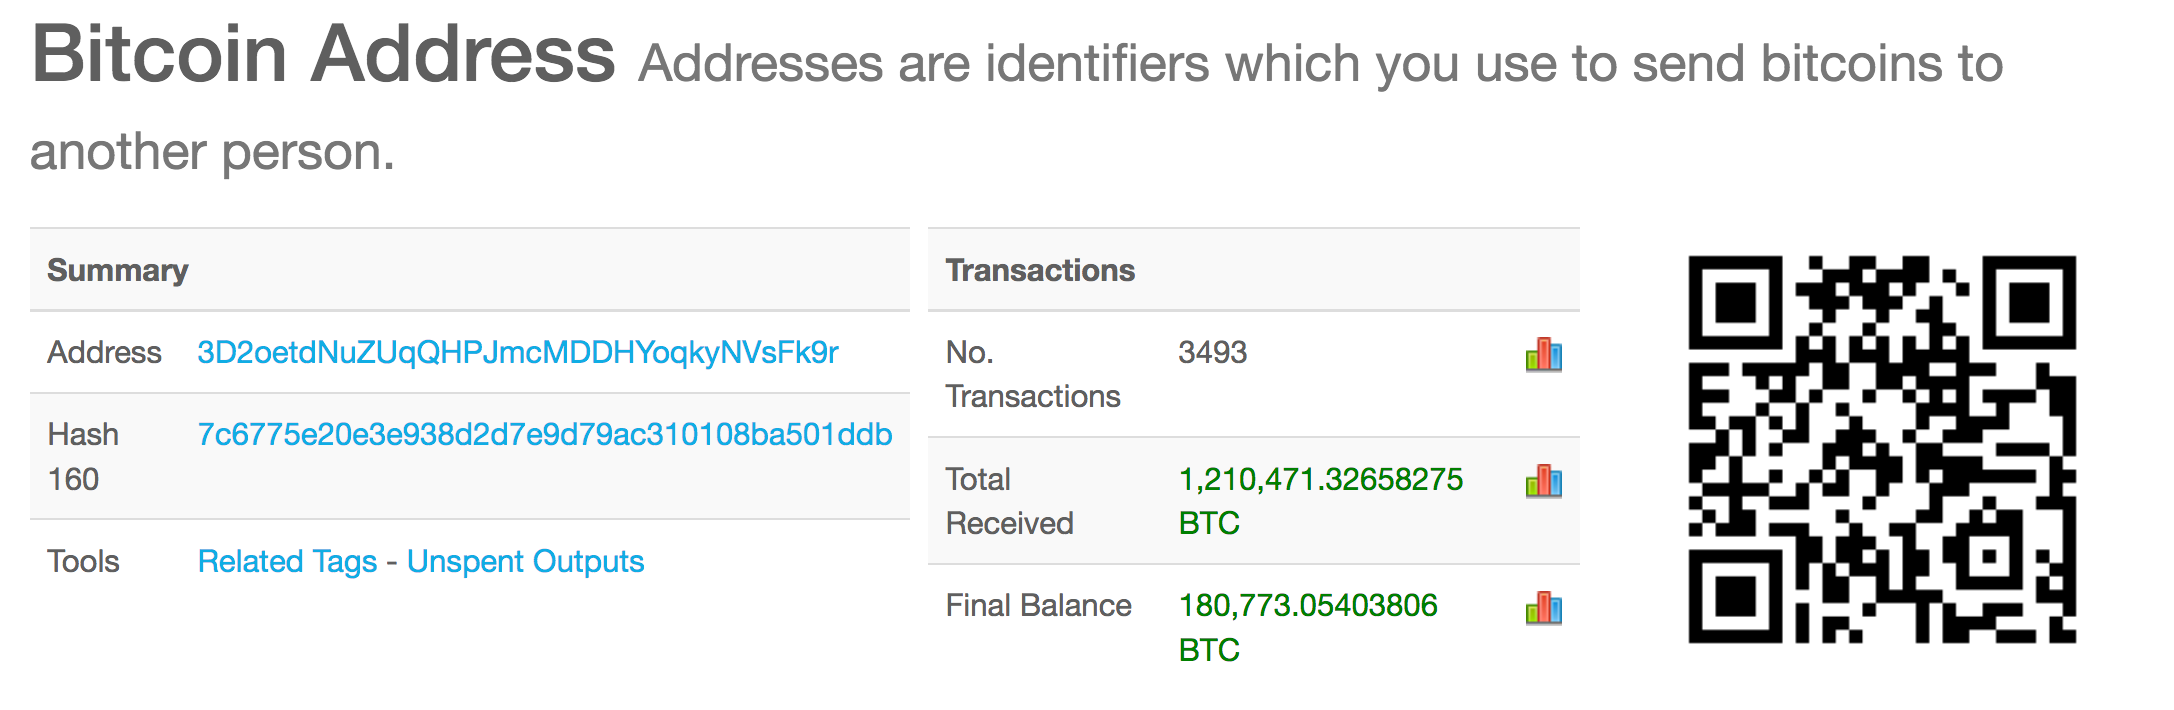 Bitcoin Address Addresses are identifiers which you use to send bitcoins to
another person.
Summary
Address 3D2oetdNuZUqQHPJmcMDDHYoqkyNVsFk9r
Hash
160 7c6775e20e3e938d2d7e9d79ac310108ba501ddb
Tools Related Tags - Unspent Outputs
Transactions
No.
Transactions 3493
Total
Received 1,210,471.32658275
BTC
Final Balance 180,773.05403806
BTC